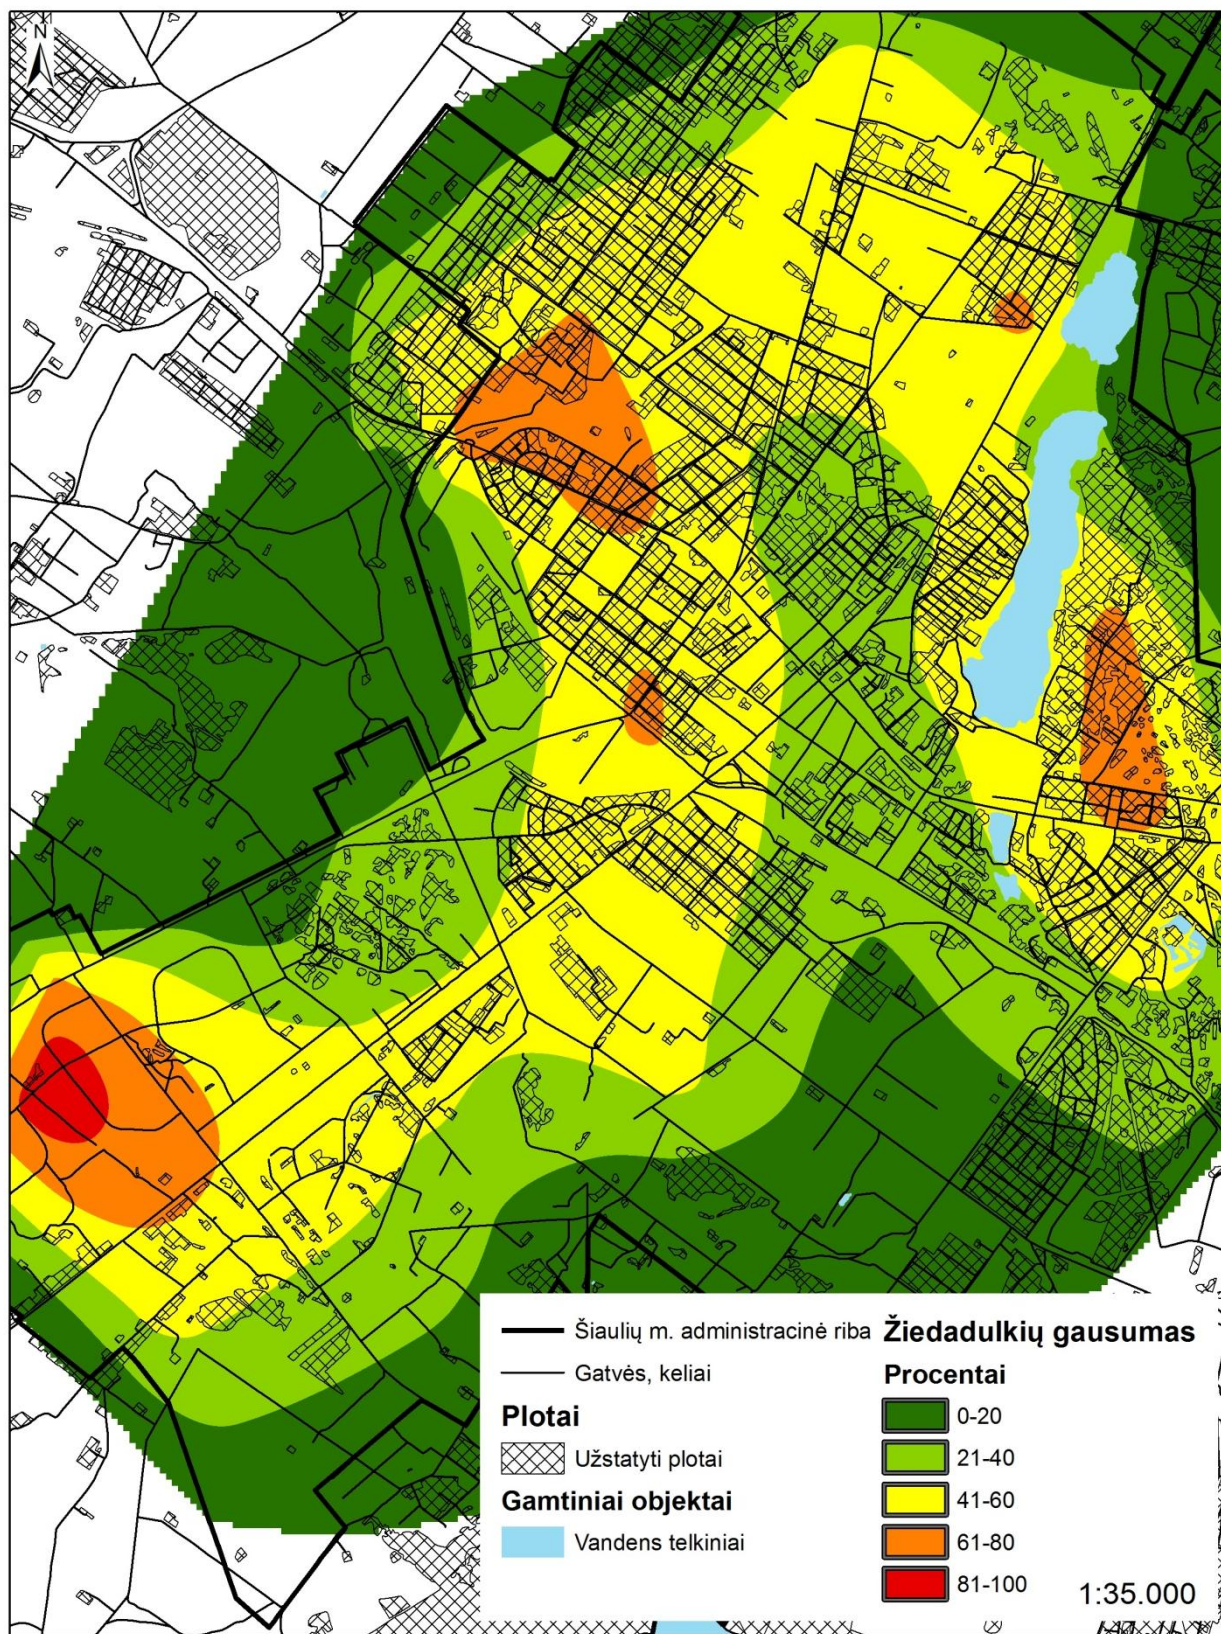 N
Šiaulių m. administracinė riba
Gatvės, keliai
Plotai
Užstatyti plotai
Gamtiniai objektai
Vandens telkiniai
Žiedadulkių gausumas
Procentai
0-20
21-40
41-60
61-80
81-100
1:35.000